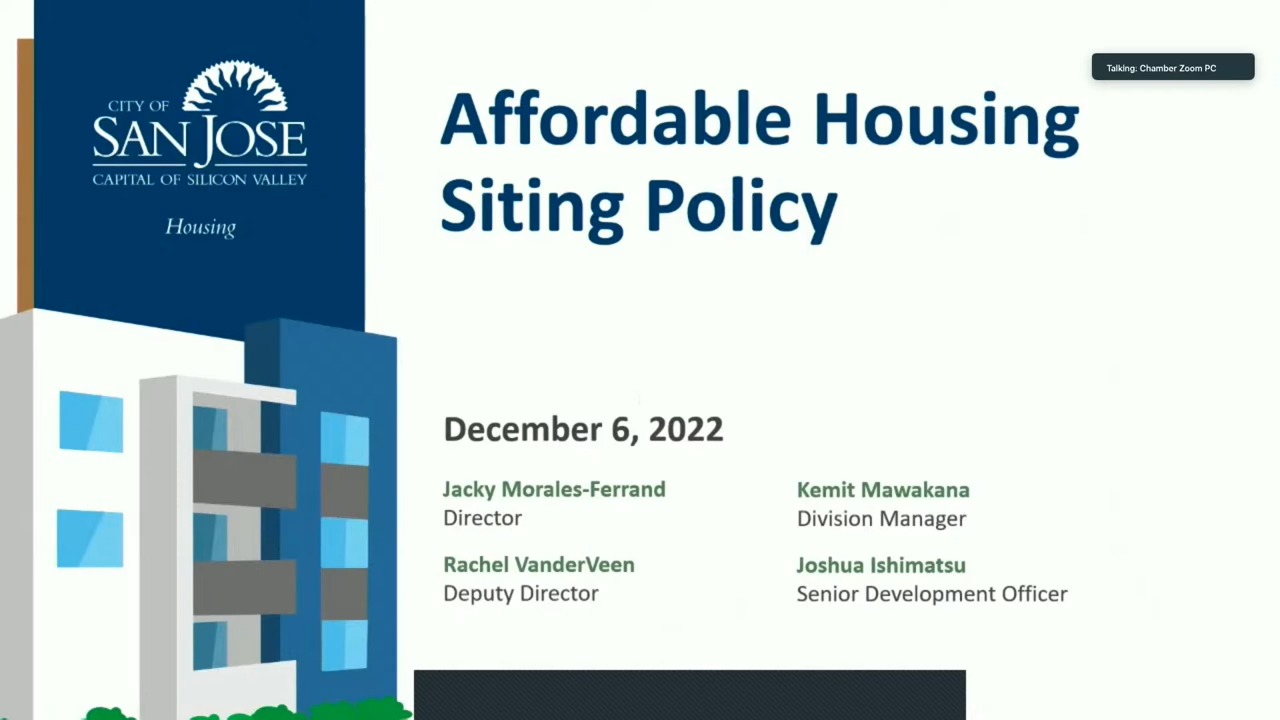 CITY OF
SAN JOSE
CAPITAL OF SILICON VALLEY
Housing
Talking: Chamber Zoom PC
Affordable Housing
Siting Policy
December 6, 2022
Jacky Morales-Ferrand
Director
Kemit Mawakana
Division Manager
Rachel VanderVeen
Deputy Director
Joshua Ishimatsu
Senior Development Officer